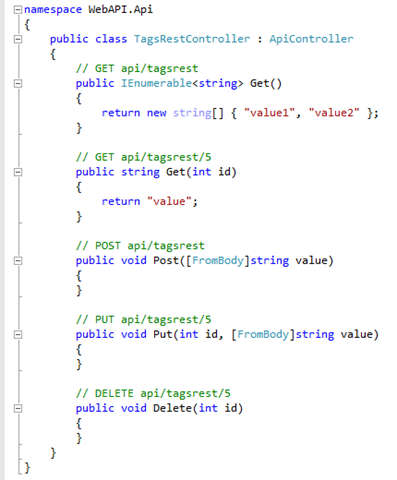 namespace WebAPI.Api
{
    public class TagsRestController : ApiController
    {
        // GET api/tagsrest
        public IEnumerable<string> Get()
        {
            return new string[] { "value1", "value2" };
        }

        // GET api/tagsrest/5
        public string Get(int id)
        {
            return "value";
        }

        // POST api/tagsrest
        public void Post([FromBody]string value)
        {
        }

        // PUT api/tagsrest/5
        public void Put(int id, [FromBody]string value)
        {
        }

        // DELETE api/tagsrest/5
        public void Delete(int id)
        {
        }
    }
}